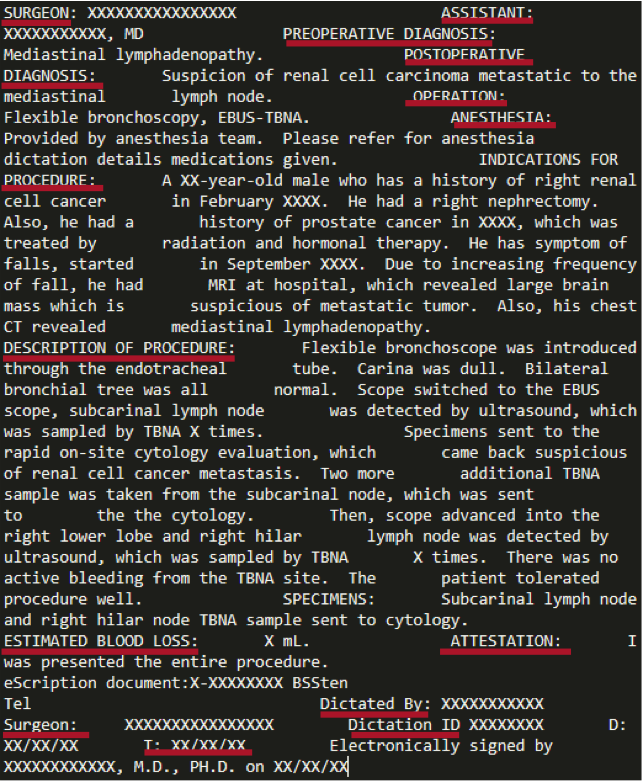 SURGEON: XXXXXXXXXXXXXXXX ASSISTANT:
XXXXXXXXXXX, MD PREOPERATIVE DIAGNOSIS:
Mediastinal lymphadenopathy. POSTOPERATIVE
DIAGNOSIS: Suspicion of renal cell carcinoma metastatic to the
mediastinal lymph node. OPERATION:
Flexible bronchoscopy, EBUS-TBNA. ANESTHESIA:
Provided by anesthesia team. Please refer for anesthesia
dictation details medications given. INDICATIONS FOR
PROCEDURE: A XX-year-old male who has a history of right renal
cell cancer in February XXXX. He had a right nephrectomy.
Also, he had a history of prostate cancer in XXXX, which was
treated by radiation and hormonal therapy. He has symptom of
falls, started in September XXXX. Due to increasing frequency
of fall, he had MRI at hospital, which revealed large brain
mass which is suspicious of metastatic tumor. Also, his chest
CT revealed mediastinal lymphadenopathy.
DESCRIPTION OF PROCEDURE: Flexible bronchoscope was introduced
through the endotracheal tube. Carina was dull. Bilateral
bronchial tree was all normal. Scope switched to the EBUS
scope, subcarinal lymph node was detected by ultrasound, which
was sampled by TBNA X times. Specimens sent to the
rapid on-site cytology evaluation, which came back suspicious
of renal cell cancer metastasis. Two more additional TBNA
sample was taken from the subcarinal node, which was sent
to the the cytology. Then, scope advanced into the
right lower lobe and right hilar lymph node was detected by
ultrasound, which was sampled by TBNA X times. There was no
active bleeding from the TBNA site. The patient tolerated
procedure well. SPECIMENS: Subcarinal lymph node
and right hilar node TBNA sample sent to cytology.
ESTIMATED BLOOD LOSS: X mL. ATTESTATION: I
was presented the entire procedure.
eScription document:X-XXXXXXXX BSSten
Tel Dictated By: XXXXXXXXXXX
Surgeon: XXXXXXXXXXXXXXXX Dictation ID XXXXXXXX D:
XX/XX/XX T: XX/XX/XX Electronically signed by
XXXXXXXXXXXX, M.D., PH.D. on XX/XX/XX